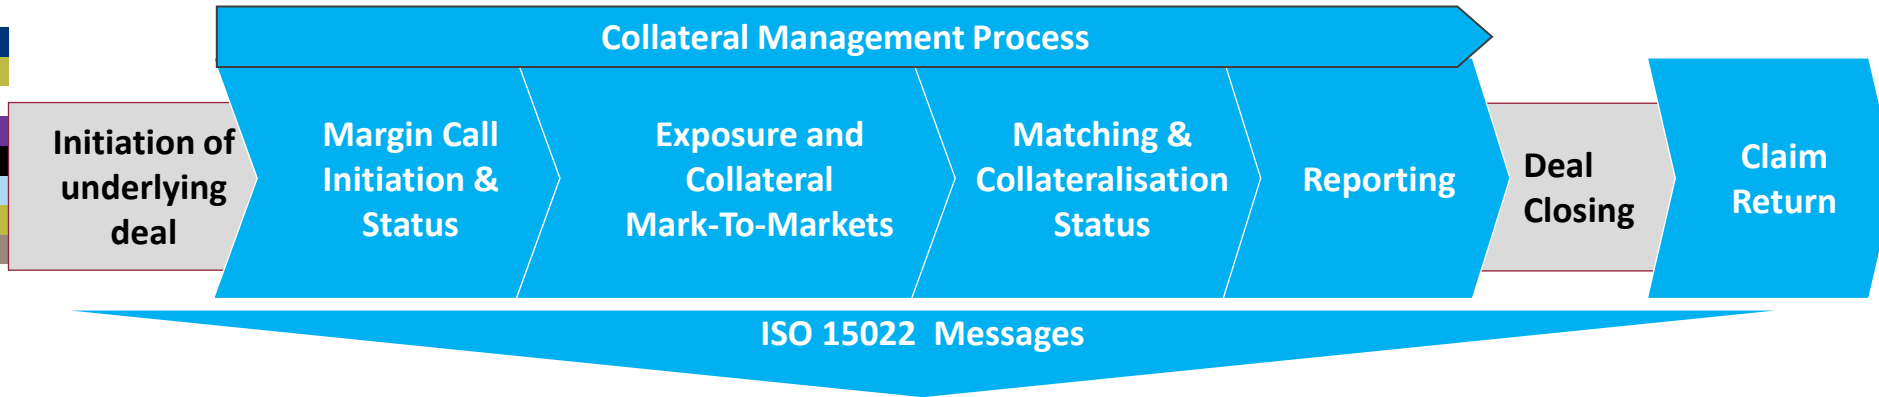 Collateral Management Process
Initiation of
underlying
deal
Margin Call
Initiation &
Status
Exposure and
Collateral
Mark-To-Markets
Matching &
Collateralisation
Status
Reporting
Deal
Closing
Claim
Return
ISO 15022 Messages